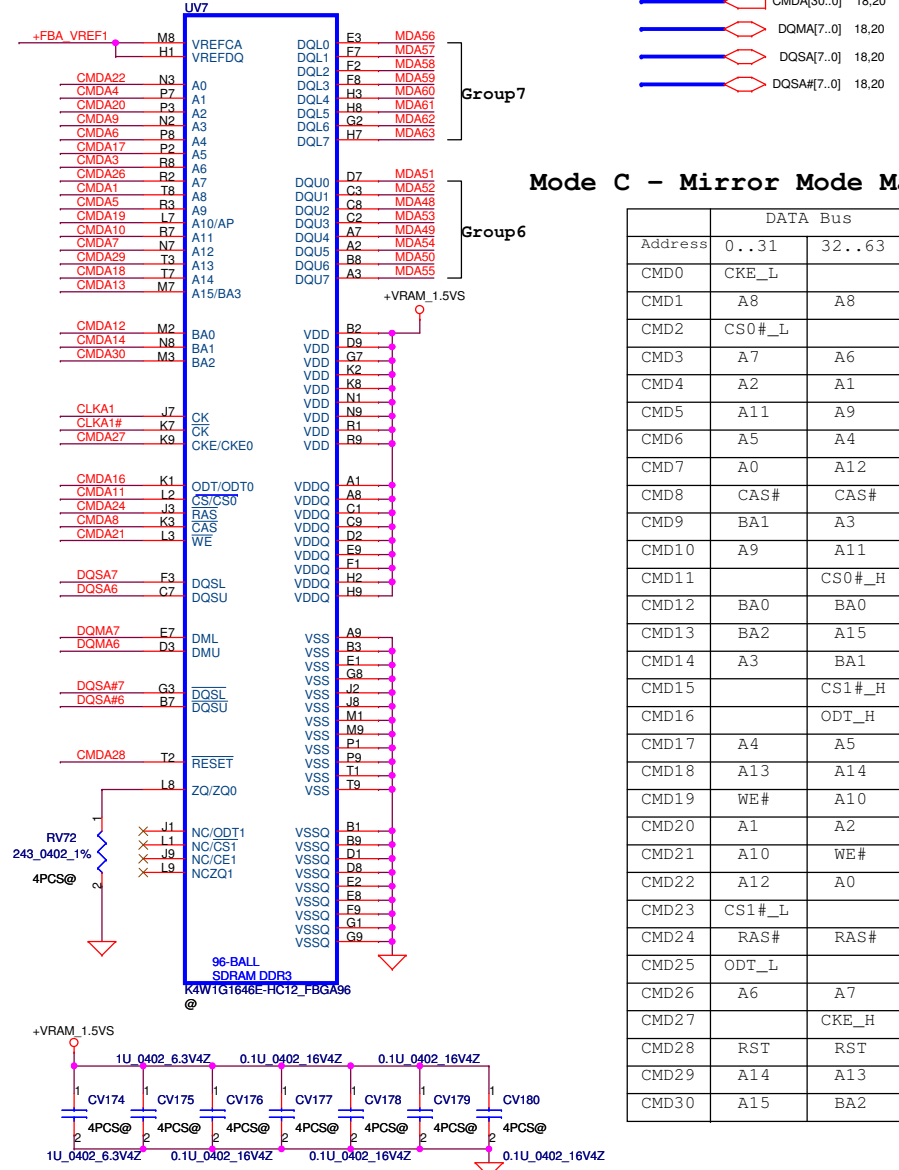 UV7
+FBA_VREF1 M8 VREFCA DQL0 E3 MDA56
H1 VREFDQ DQL1 F7 MDA57
DQL2 F2 MDA58
CMDA22 N3 A0 DQL3 F8 MDA59
CMDA4 P7 A1 DQL4 H3 MDA60
CMDA20 P3 A2 DQL5 H8 MDA61
CMDA9 N2 A3 DQL6 G2 MDA62
CMDA6 P8 A4 DQL7 H7 MDA63
Group7
CMDA17 P2 A5
CMDA3 R8 A6
CMDA26 R2 A7 DQU0 D7 MDA51
CMDA1 T8 A8 DQU1 C3 MDA52
CMDA5 R3 A9 DQU2 C8 MDA48
CMDA19 L7 A10/AP DQU3 C2 MDA53
CMDA10 R7 A11 DQU4 A7 MDA49
CMDA7 N7 A12 DQU5 A2 MDA54
CMDA29 T3 A13 DQU6 B8 MDA50
CMDA18 T7 A14 DQU7 A3 MDA55
Group6
CMDA13 M7 A15/BA3
+VRAM_1.5VS
CMDA12 M2 BA0 VDD B2
CMDA14 N8 BA1 VDD D9
CMDA30 M3 BA2 VDD G7
VDD K2
VDD K8
VDD N1
CLKA1 J7 CK VDD N9
CLKA1# K7 CK VDD R1
CMDA27 K9 CKE/CKE0 VDD R9
CMDA16 K1 ODT/ODT0 VDDQ A1
CMDA11 L2 CS/CS0 VDDQ A8
CMDA24 J3 RAS VDDQ C1
CMDA8 K3 CAS VDDQ C9
CMDA21 L3 WE VDDQ D2
VDDQ E9
VDDQ F1
DQSA7 F3 DQSL VDDQ H2
DQSA6 C7 DQSU VDDQ H9
DQMA7 E7 DML VSS A9
DQMA6 D3 DMU VSS B3
VSS E1
VSS G8
DQSA#7 G3 DQSL VSS J2
DQSA#6 B7 DQSU VSS J8
VSS M1
VSS M9
VSS P1
CMDA28 T2 RESET VSS P9
VSS T1
L8 ZQ/ZQ0 VSS T9
1
RV72
243_0402_1%
4PCS@
2
J1 NC/ODT1 VSSQ B1
L1 NC/CS1 VSSQ B9
J9 NC/CE1 VSSQ D1
L9 NCZQ1 VSSQ D8
VSSQ E2
VSSQ E8
VSSQ F9
VSSQ G1
VSSQ G9
96-BALL
SDRAM DDR3
K4W1G1646E-HC12_FBGA96
@
+VRAM_1.5VS
1U_0402_6.3V4Z 0.1U_0402_16V4Z 0.1U_0402_16V4Z
1 1 1 1 1 1 1
CV174 CV175 CV176 CV177 CV178 CV179 CV180
4PCS@ 4PCS@ 4PCS@ 4PCS@ 4PCS@ 4PCS@ 4PCS@
2 2 2 2 2 2 2
1U_0402_6.3V4Z 0.1U_0402_16V4Z 0.1U_0402_16V4Z 0.1U_0402_16V4Z
CMDA[30..0] 18,20
DQMA[7..0] 18,20
DQSA[7..0] 18,20
DQSA#[7..0] 18,20
Mode C - Mirror Mode
DATA Bus
Address 0..31 32..63
CMD0 CKE_L
CMD1 A8 A8
CMD2 CS0#_L
CMD3 A7 A6
CMD4 A2 A1
CMD5 A11 A9
CMD6 A5 A4
CMD7 A0 A12
CMD8 CAS# CAS#
CMD9 BA1 A3
CMD10 A9 A11
CMD11 CS0#_H
CMD12 BA0 BA0
CMD13 BA2 A15
CMD14 A3 BA1
CMD15 CS1#_H
CMD16 ODT_H
CMD17 A4 A5
CMD18 A13 A14
CMD19 WE# A10
CMD20 A1 A2
CMD21 A10 WE#
CMD22 A12 A0
CMD23 CS1#_L
CMD24 RAS# RAS#
CMD25 ODT_L
CMD26 A6 A7
CMD27 CKE_H
CMD28 RST RST
CMD29 A14 A13
CMD30 A15 BA2